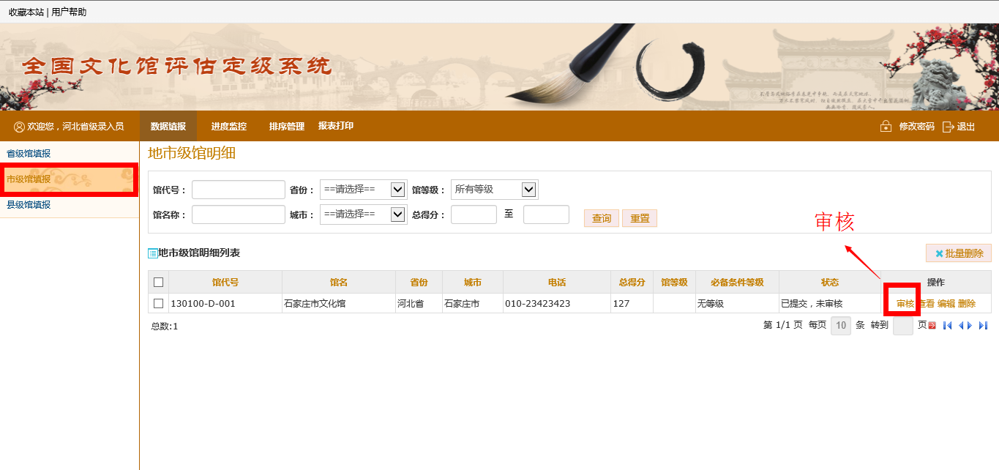 收藏本站 | 用户帮助
全国文化馆评估定级系统
欢迎您，河北省级录入员 数据填报 进度监控 排序管理 报表打印 修改密码 退出
省级馆填报
市级馆填报
县级馆填报
地市级馆明细
馆代号： 省份： ==请选择== 馆等级： 所有等级
馆名称： 城市： ==请选择== 总得分： 至 查询 重置
审核
地市级馆明细列表 批量删除
馆代号 馆名 省份 城市 电话 总得分 馆等级 必备条件等级 状态 操作
130100-D-001 石家庄市文化馆 河北省 石家庄市 010-23423423 127 无等级 已提交，未审核 审核 查看 编辑 删除
总数:1 第 1/1 页 每页 10 条 转到 页